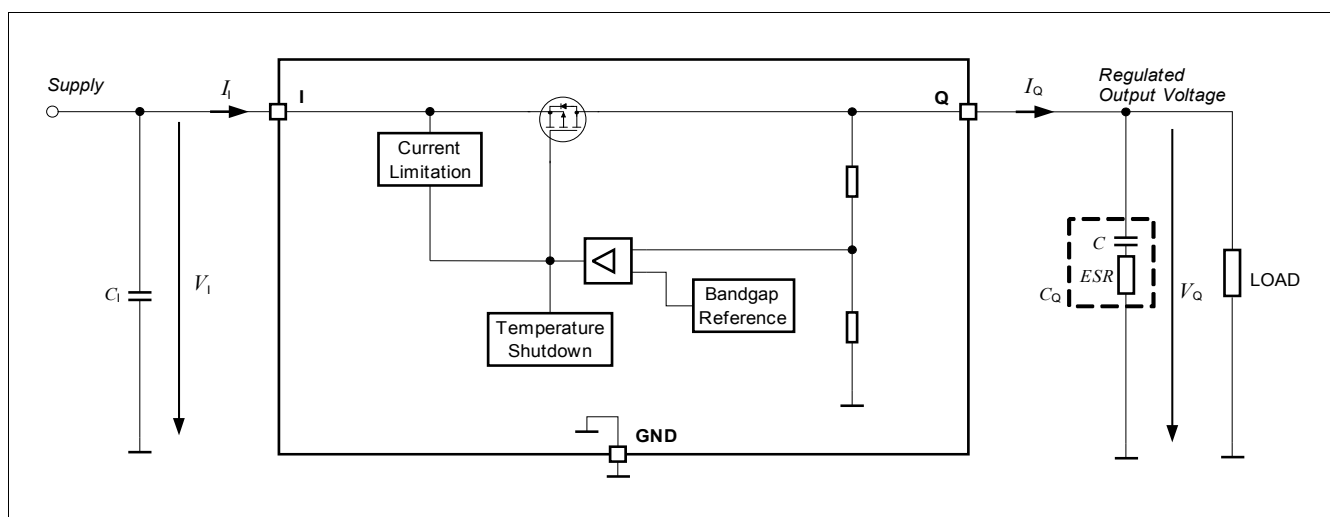 Supply
I_I
I
Q
I_Q
Regulated
Output Voltage
Current
Limitation
C
ESR
C_Q
V_Q
LOAD
C_I
V_I
Bandgap
Reference
Temperature
Shutdown
GND